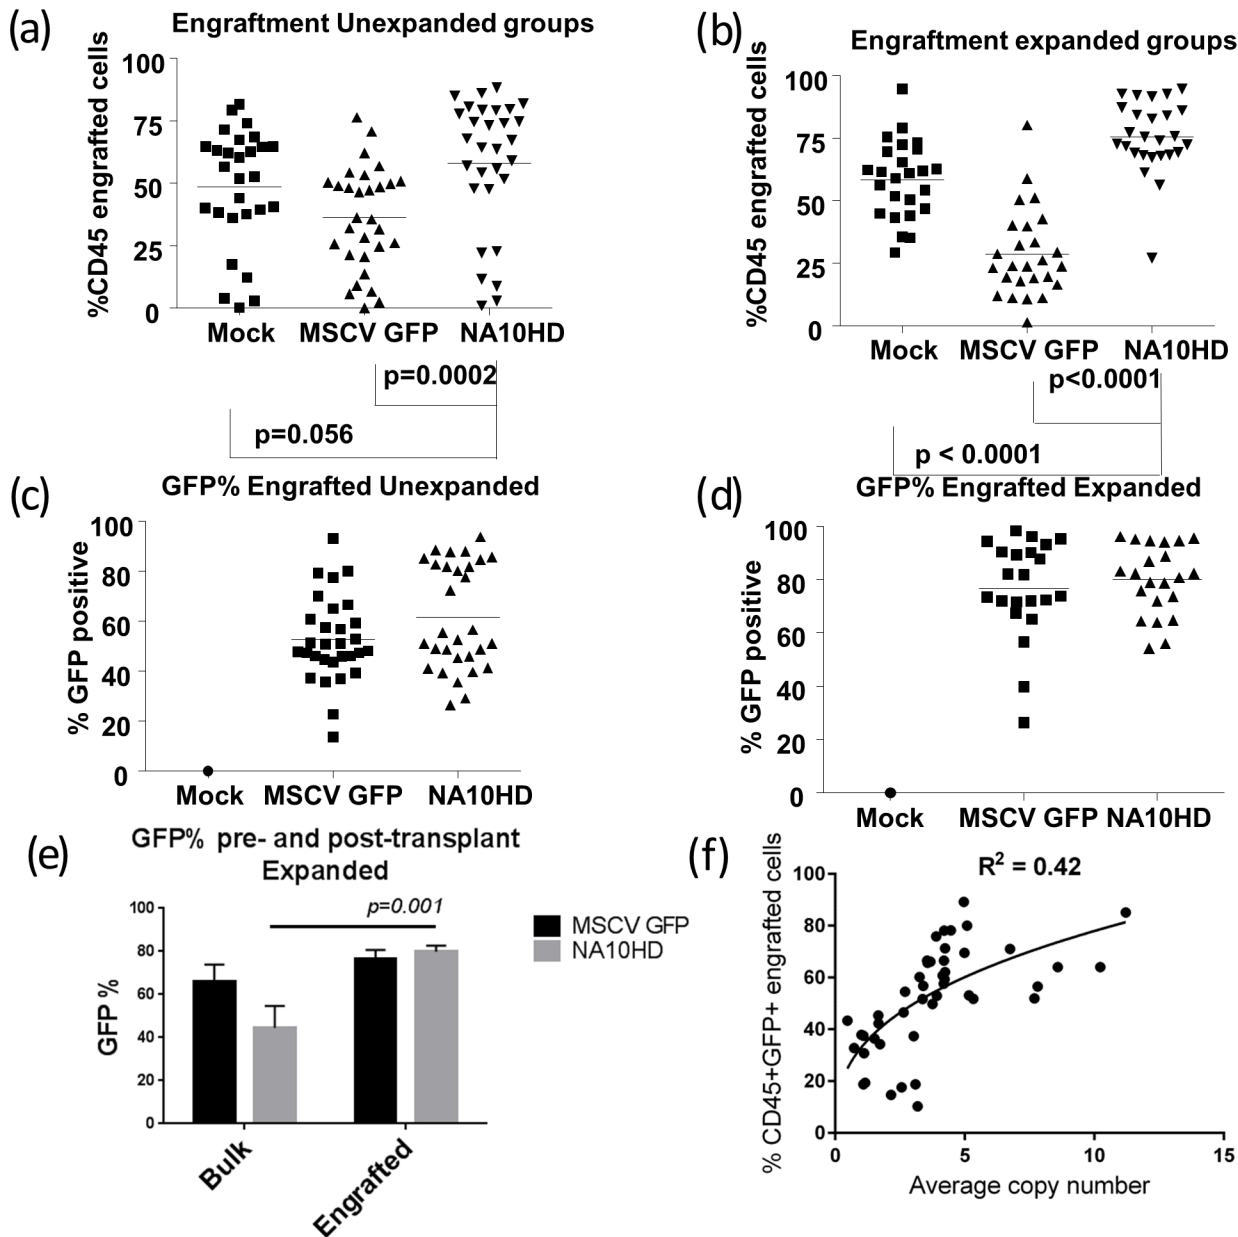 (a)
Engraftment Unexpanded groups
%CD45 engrafted cells
100
75
50
25
0
Mock MSCV GFP NA10HD
p=0.0002
p=0.056
(b)
Engraftment expanded groups
%CD45 engrafted cells
100
75
50
25
0
Mock MSCV GFP NA10HD
p<0.0001
p < 0.0001
(c)
GFP% Engrafted Unexpanded
% GFP positive
100
80
60
40
20
0
Mock MSCV GFP NA10HD
(d)
GFP% Engrafted Expanded
% GFP positive
100
80
60
40
20
0
Mock MSCV GFP NA10HD
(e)
GFP% pre- and post-transplant
Expanded
GFP %
100
80
60
40
20
0
p=0.001
MSCV GFP
NA10HD
Bulk
Engrafted
(f)
R² = 0.42
% CD45+GFP+ engrafted cells
100
80
60
40
20
0
0 5 10 15
Average copy number